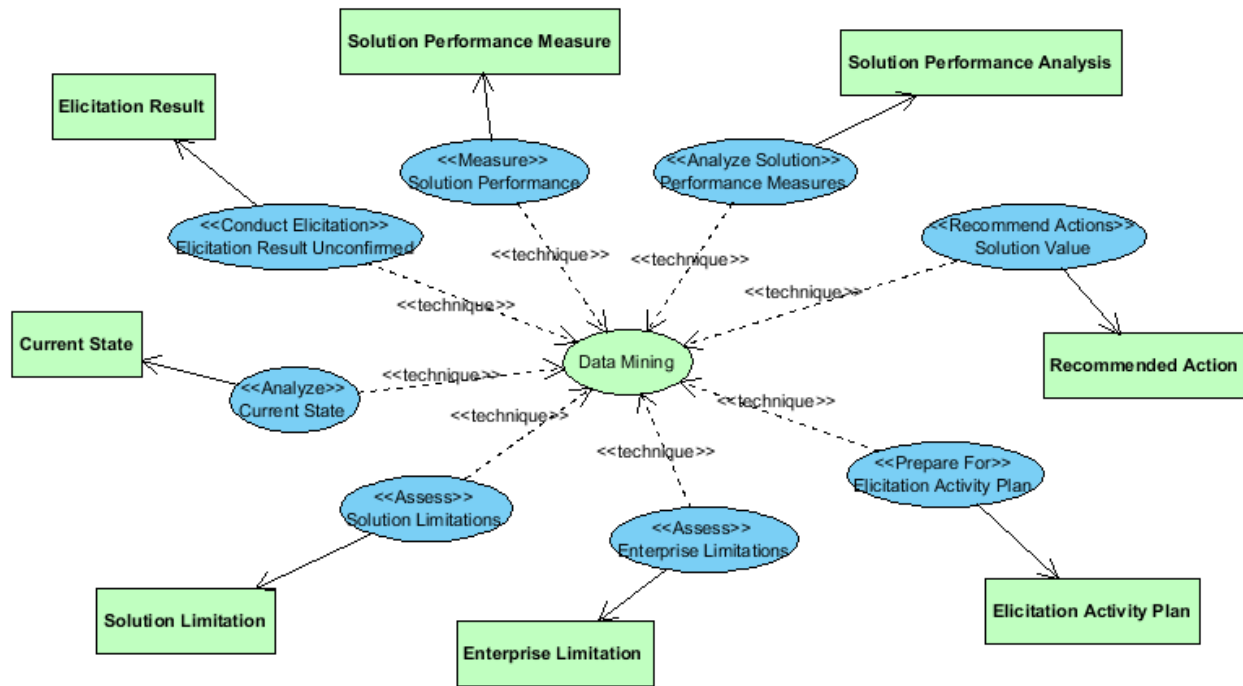 Solution Performance Measure
Solution Performance Analysis
Elicitation Result
<<Measure>>
Solution Performance
<<Analyze Solution>>
Performance Measures
<<Conduct Elicitation>>
Elicitation Result Unconfirmed
<<Recommend Actions>>
Solution Value
<<technique>>
<<technique>>
<<technique>>
<<technique>>
Current State
Data Mining
Recommended Action
<<Analyze>>
Current State
<<technique>>
<<technique>>
<<technique>>
<<technique>>
<<Prepare For>>
Elicitation Activity Plan
<<Assess>>
Solution Limitations
<<Assess>>
Enterprise Limitations
Solution Limitation
Elicitation Activity Plan
Enterprise Limitation